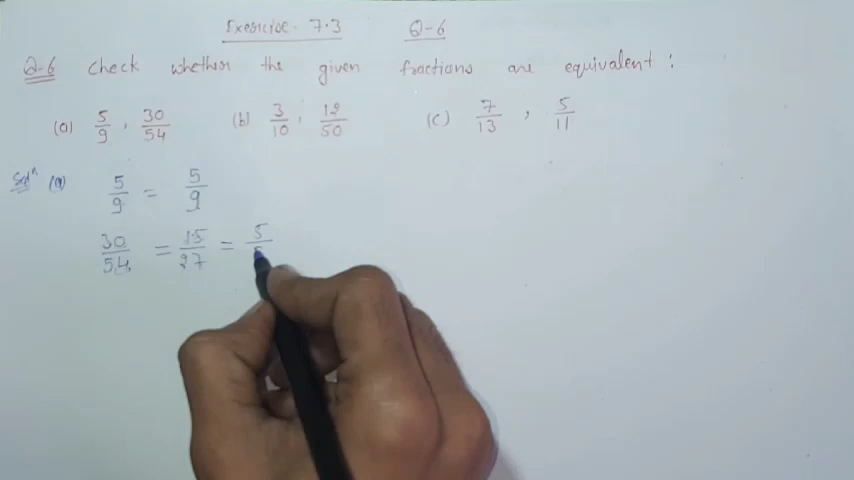 Exercise - 7.3 Q-6
Q-6 Check whether the given fractions are equivalent :
(a) 5/9 , 30/54 (b) 3/10 , 12/50 (c) 7/13 , 5/11
Solⁿ (a) 5/9 = 5/9
30/54 = 15/27 = 5/